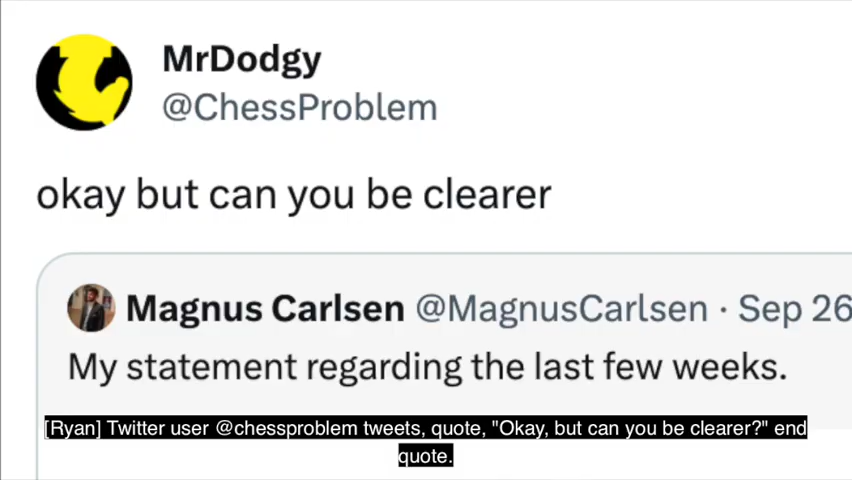 MrDodgy
@ChessProblem
okay but can you be clearer
Magnus Carlsen @MagnusCarlsen · Sep 26
My statement regarding the last few weeks.
[Ryan] Twitter user @chessproblem tweets, quote, "Okay, but can you be clearer?" end
quote.